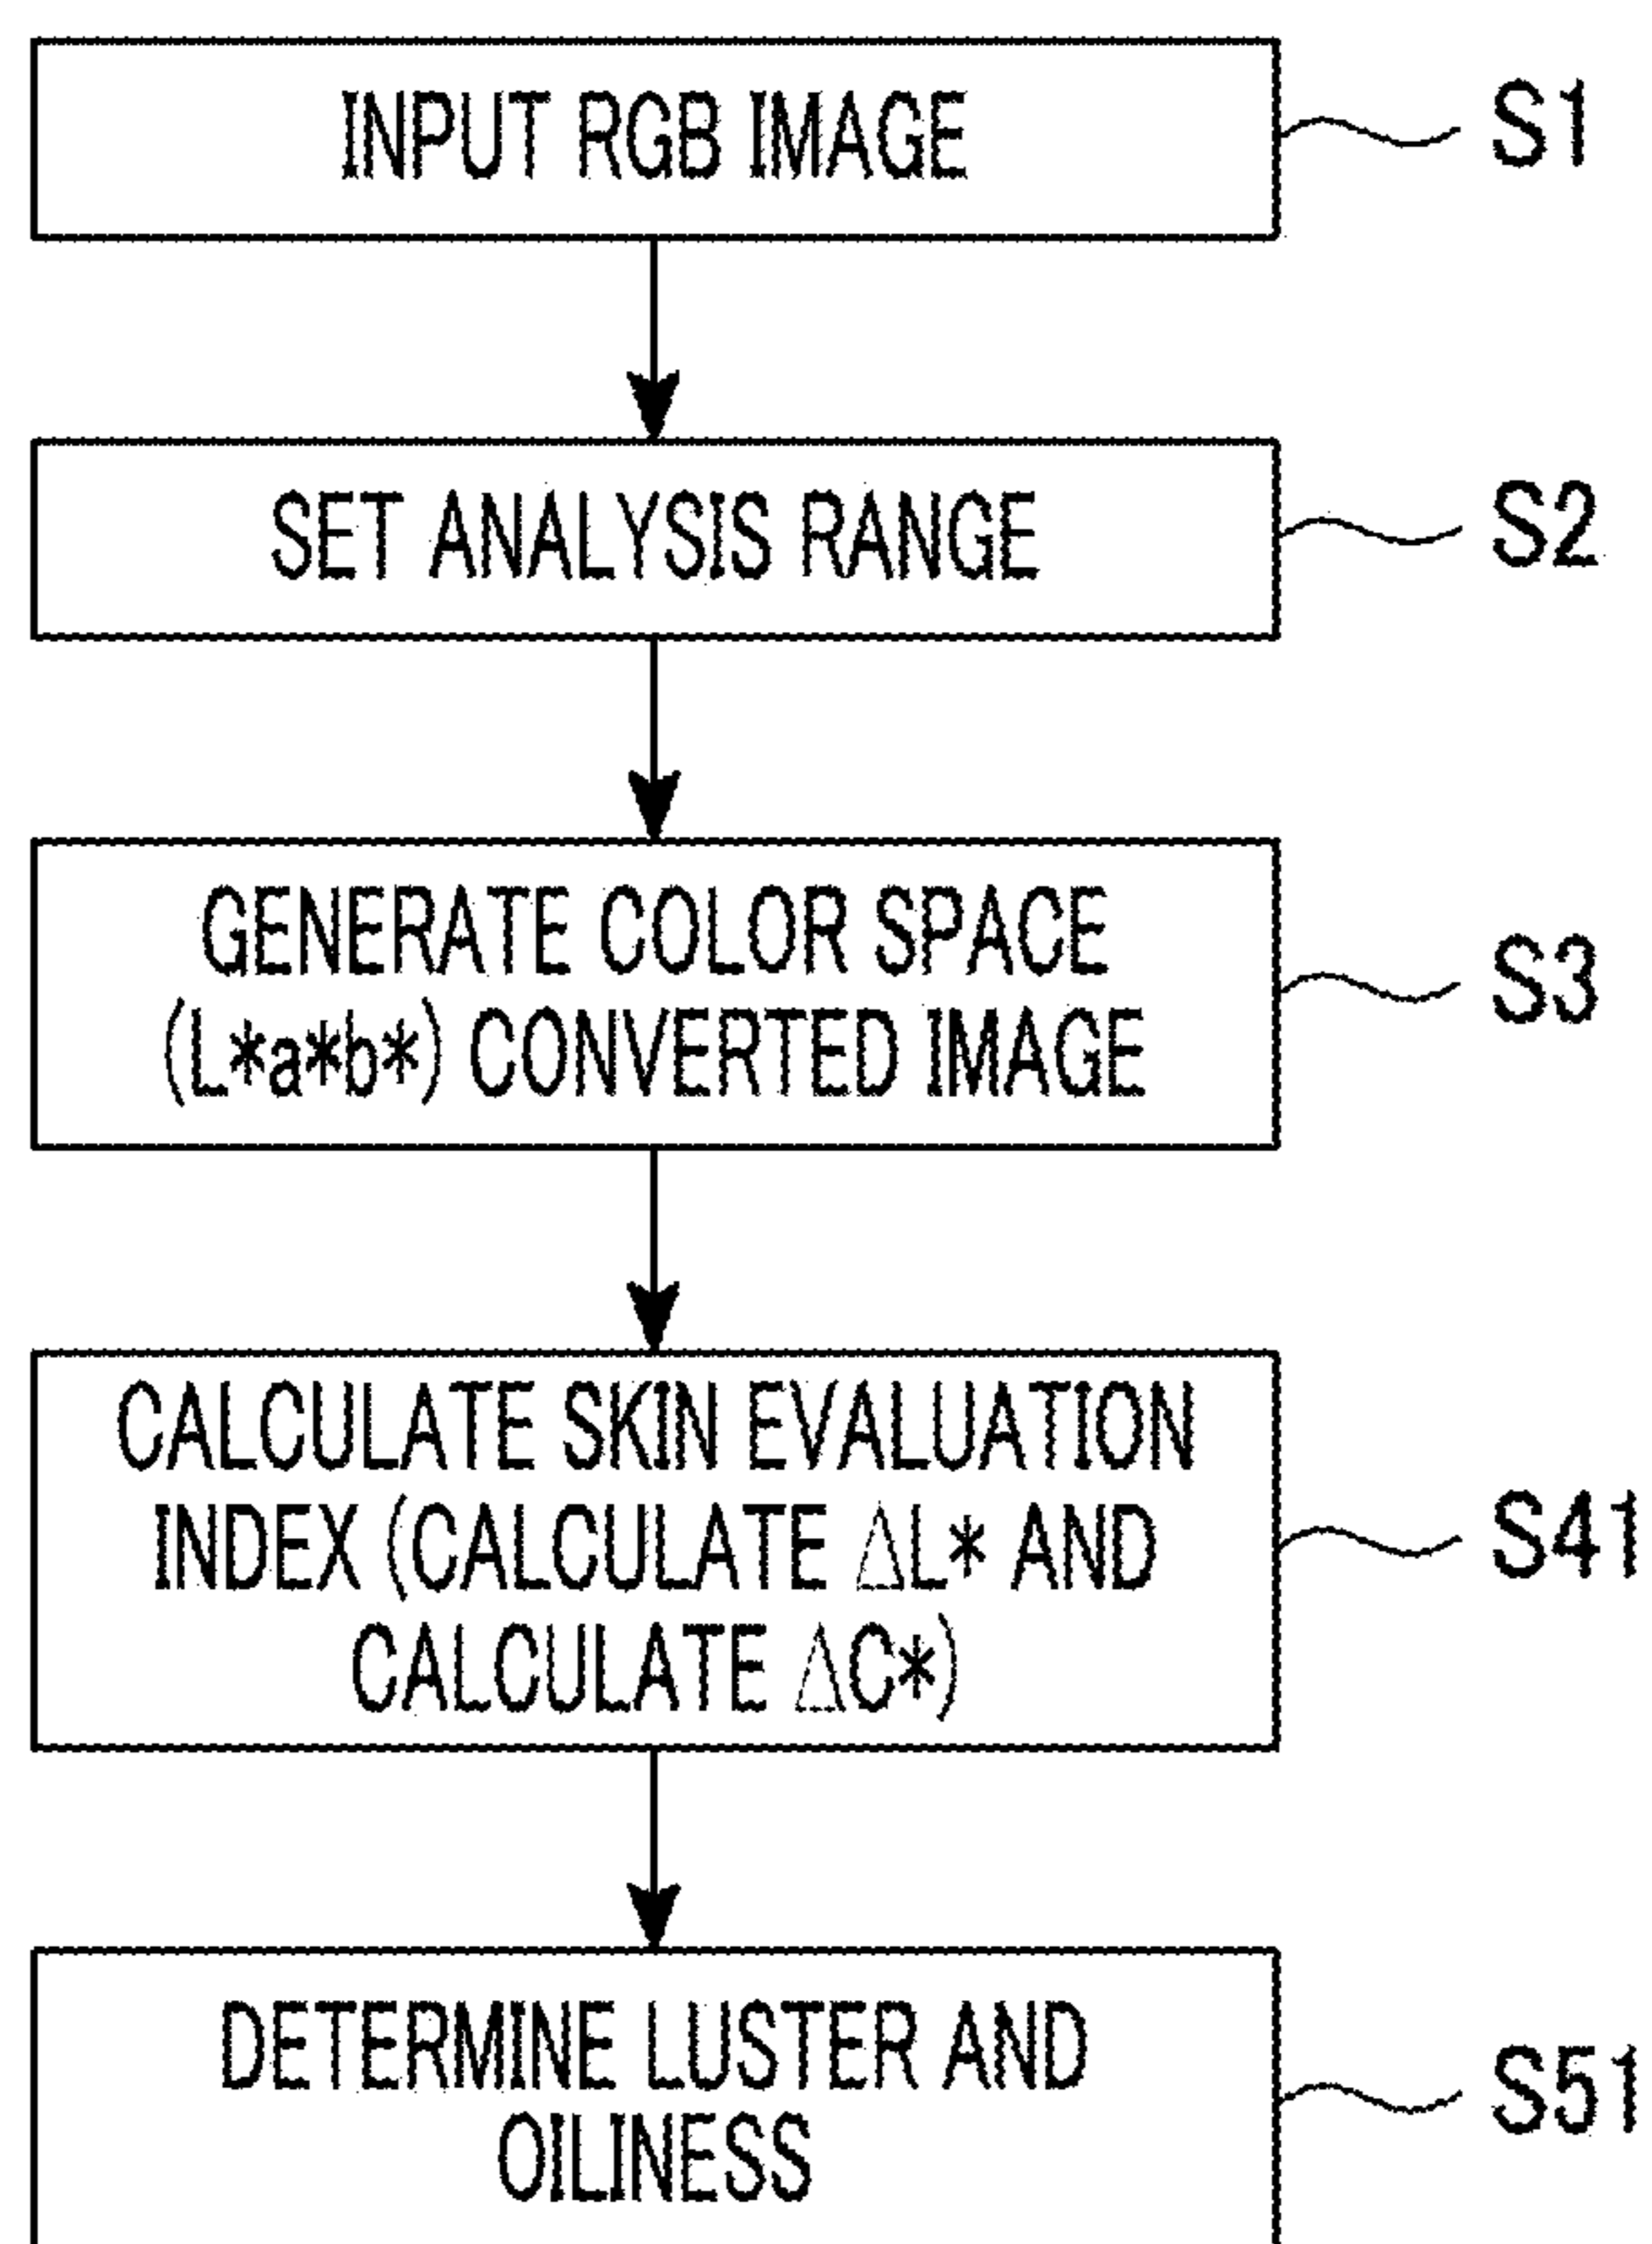 INPUT RGB IMAGE
S1
SET ANALYSIS RANGE
S2
GENERATE COLOR SPACE
(L*a*b*) CONVERTED IMAGE
S3
CALCULATE SKIN EVALUATION
INDEX (CALCULATE ΔL* AND
CALCULATE ΔC*)
S41
DETERMINE LUSTER AND
OILINESS
S51